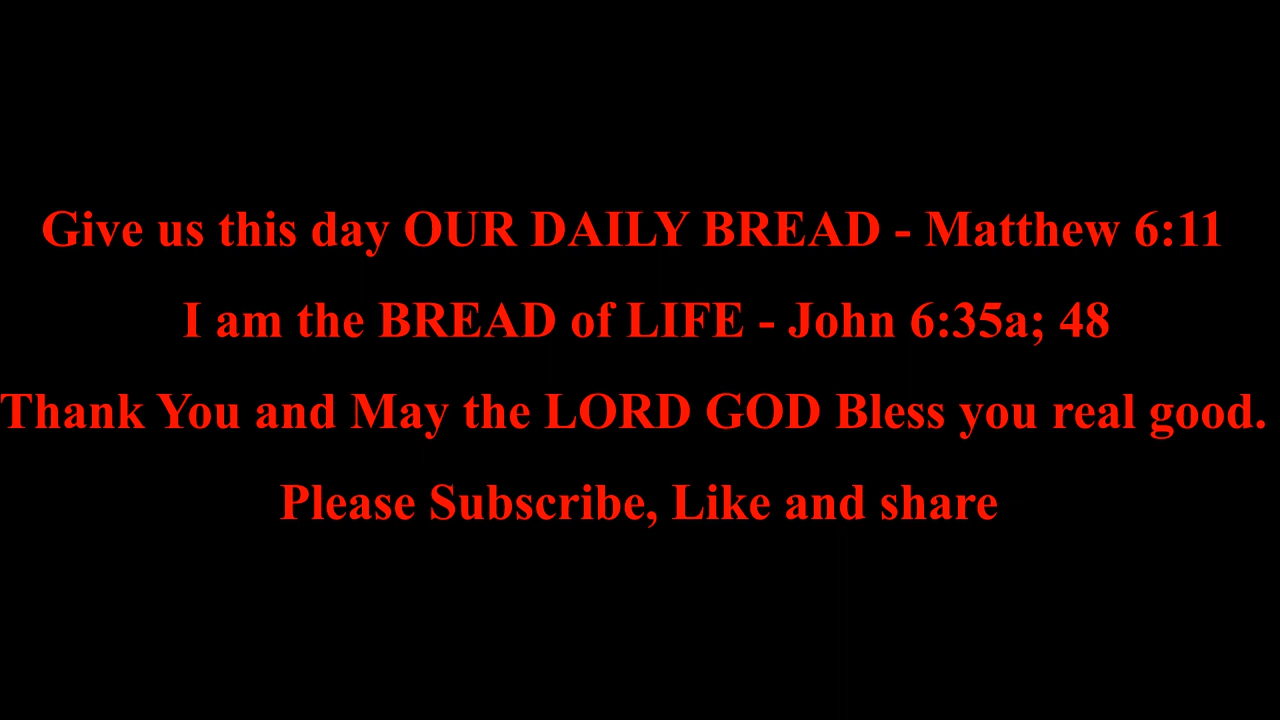 Give us this day OUR DAILY BREAD - Matthew 6:11
I am the BREAD of LIFE - John 6:35a; 48
Thank You and May the LORD GOD Bless you real good.
Please Subscribe, Like and share